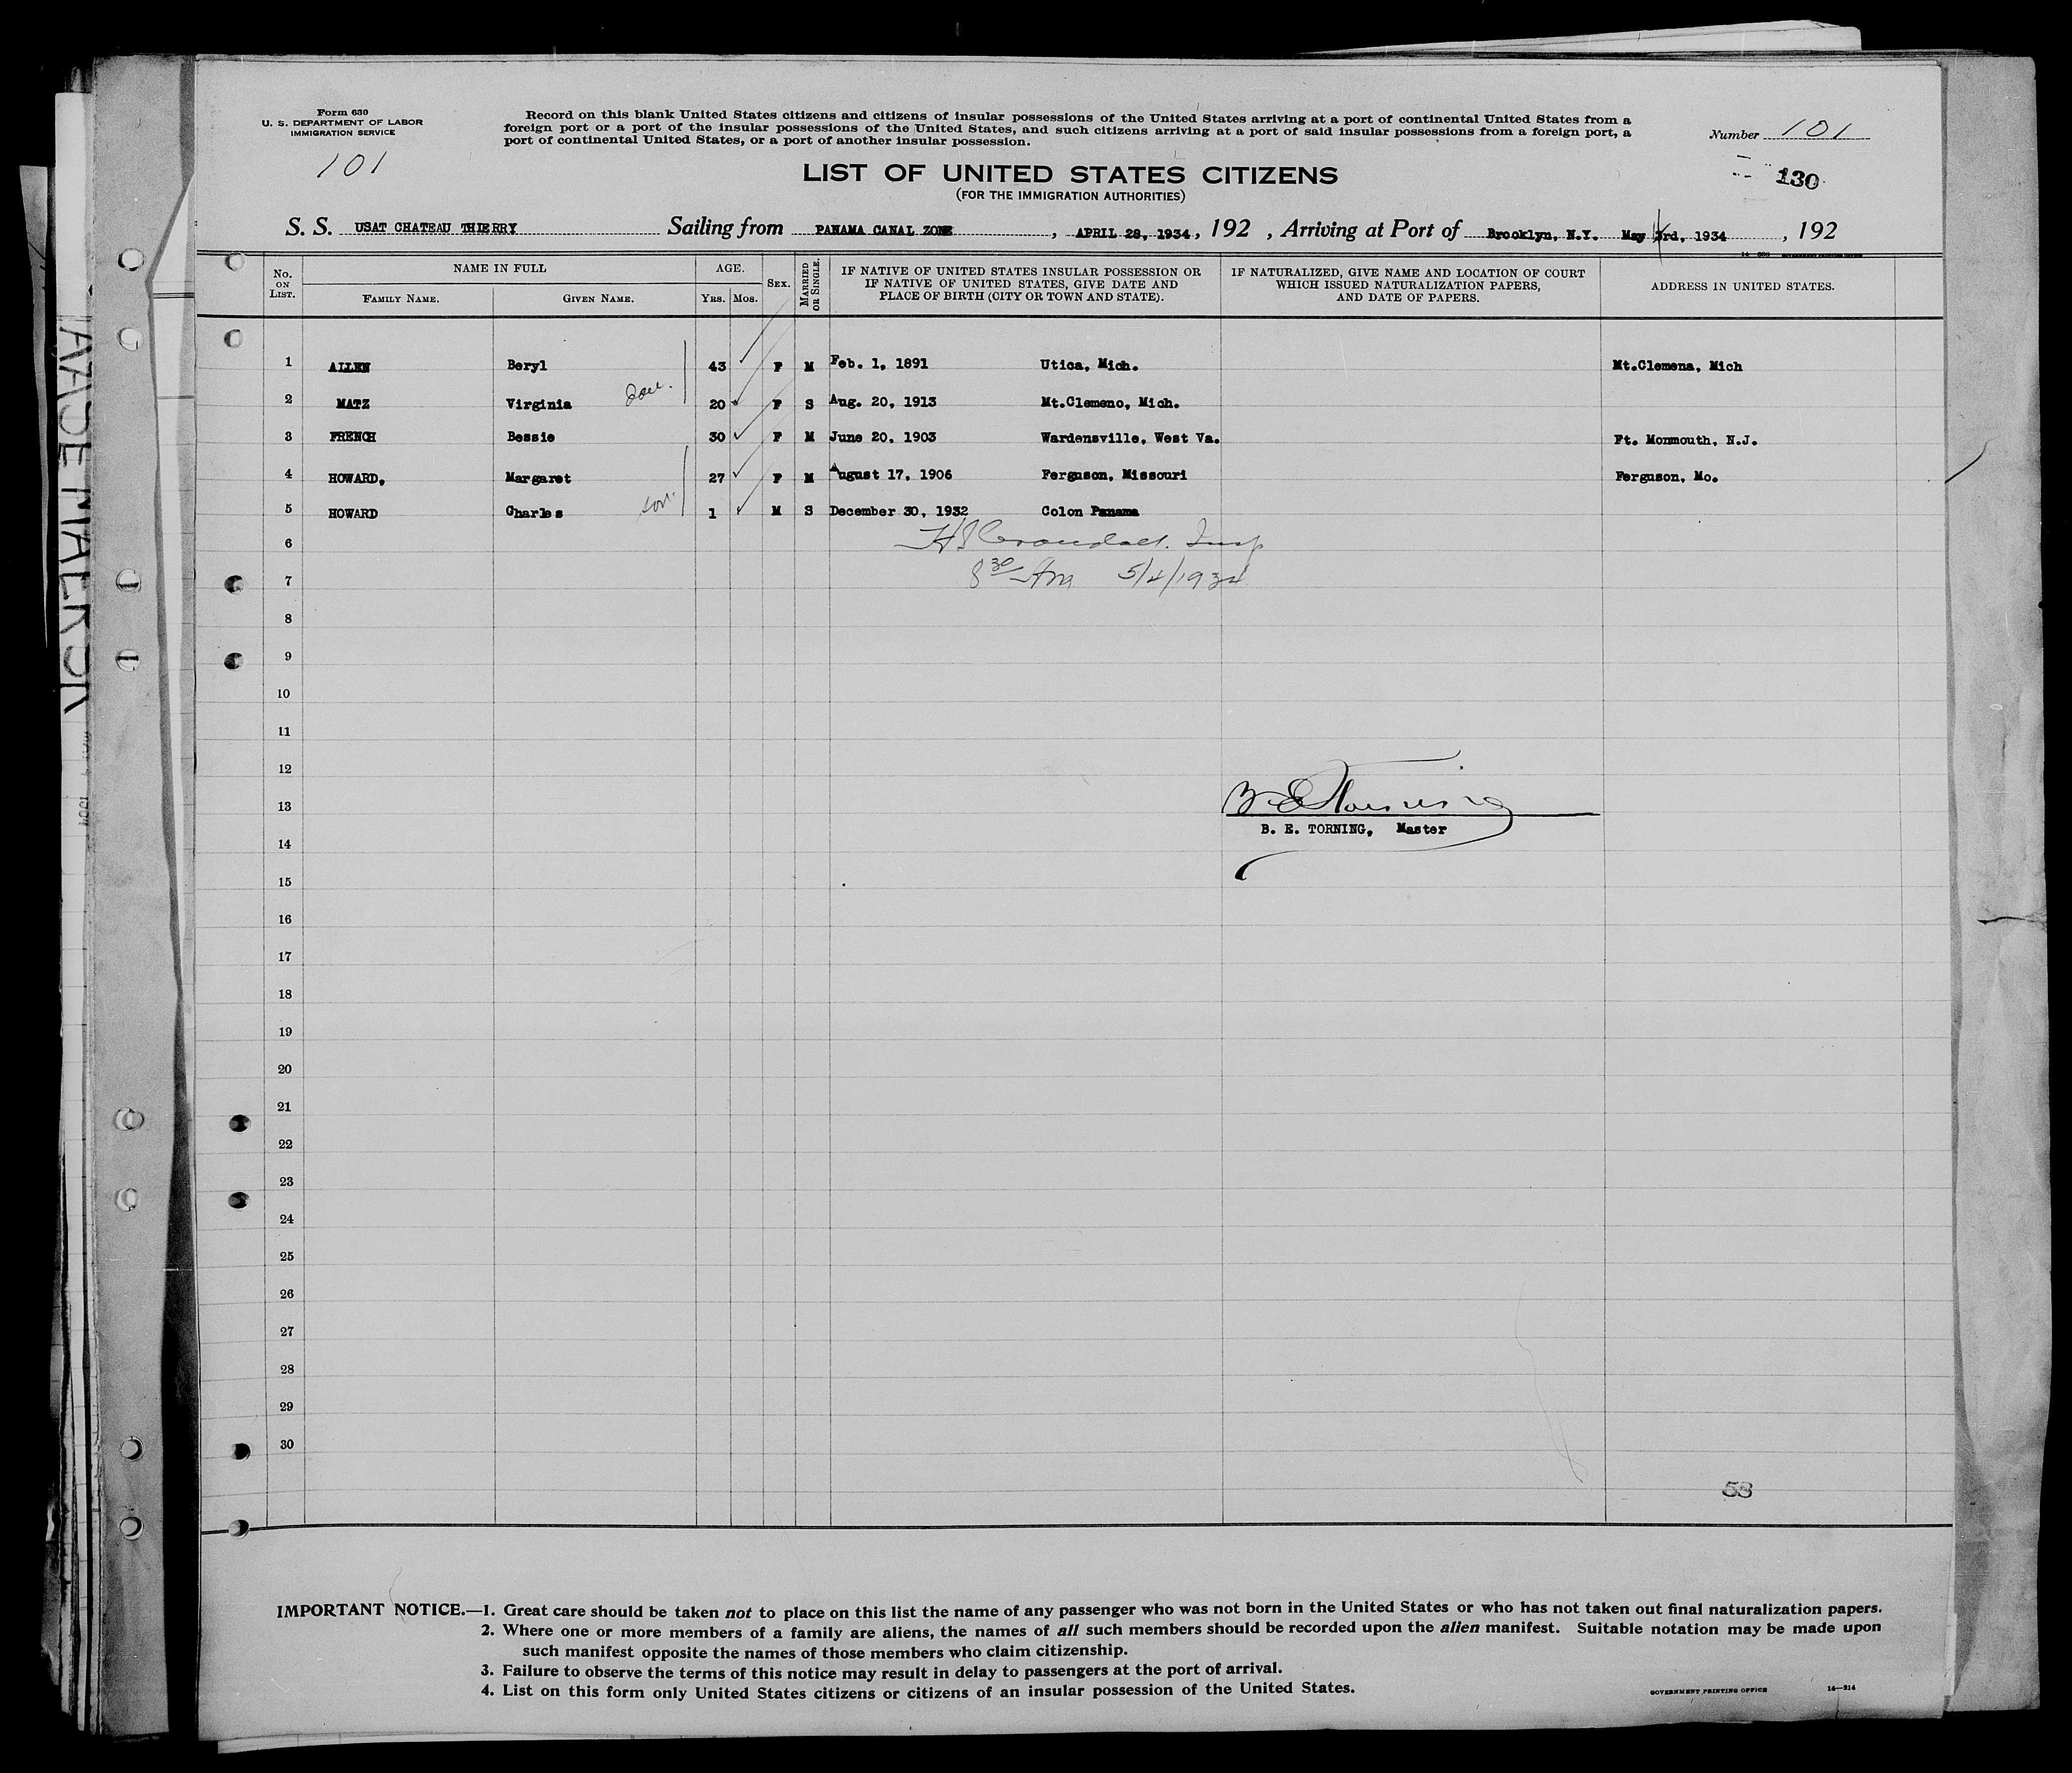 Form 630
U. S. DEPARTMENT OF LABOR
IMMIGRATION SERVICE
101
Record on this blank United States citizens and citizens of insular possessions of the United States arriving at a port of continental United States from a
foreign port or a port of the insular possessions of the United States, and such citizens arriving at a port of said insular possessions from a foreign port, a
port of continental United States, or a port of another insular possession.
Number 101
130
LIST OF UNITED STATES CITIZENS
(FOR THE IMMIGRATION AUTHORITIES)
S. S. USAT CHATEAU THIERRY Sailing from PANAMA CANAL ZONE, APRIL 28, 1934, 192 , Arriving at Port of Brooklyn, N.Y. May 3rd, 1934, 192
No. ON LIST. NAME IN FULL AGE. SEX. MARRIED OR SINGLE. IF NATIVE OF UNITED STATES INSULAR POSSESSION OR IF NATIVE OF UNITED STATES, GIVE DATE AND PLACE OF BIRTH (CITY OR TOWN AND STATE). IF NATURALIZED, GIVE NAME AND LOCATION OF COURT WHICH ISSUED NATURALIZATION PAPERS, AND DATE OF PAPERS. ADDRESS IN UNITED STATES.
FAMILY NAME. GIVEN NAME. YRS. MOS.
1 ALLEN Beryl 43 F M Feb. 1, 1891 Utica, Mich. Mt.Clemena, Mich
2 MATZ Virginia 20 F S Aug. 20, 1913 Mt.Clemeno, Mich.
3 FRENCH Bessie 30 F M June 20, 1903 Wardensville, West Va. Ft. Monmouth, N.J.
4 HOWARD, Margaret 27 F M August 17, 1906 Ferguson, Missouri Ferguson, Mo.
5 HOWARD Charles son. 1 M S December 30, 1932 Colon Panama
6 Insp
7 8 30 Am 5/4/1934
8
9
10
11
12
13
B. E. TORNING, Master
14
15
16
17
18
19
20
21
22
23
24
25
26
27
28
29
30
53
IMPORTANT NOTICE.—1. Great care should be taken not to place on this list the name of any passenger who was not born in the United States or who has not taken out final naturalization papers.
2. Where one or more members of a family are aliens, the names of all such members should be recorded upon the alien manifest. Suitable notation may be made upon
such manifest opposite the names of those members who claim citizenship.
3. Failure to observe the terms of this notice may result in delay to passengers at the port of arrival.
4. List on this form only United States citizens or citizens of an insular possession of the United States.
GOVERNMENT PRINTING OFFICE 14—214
AASE MAERSK